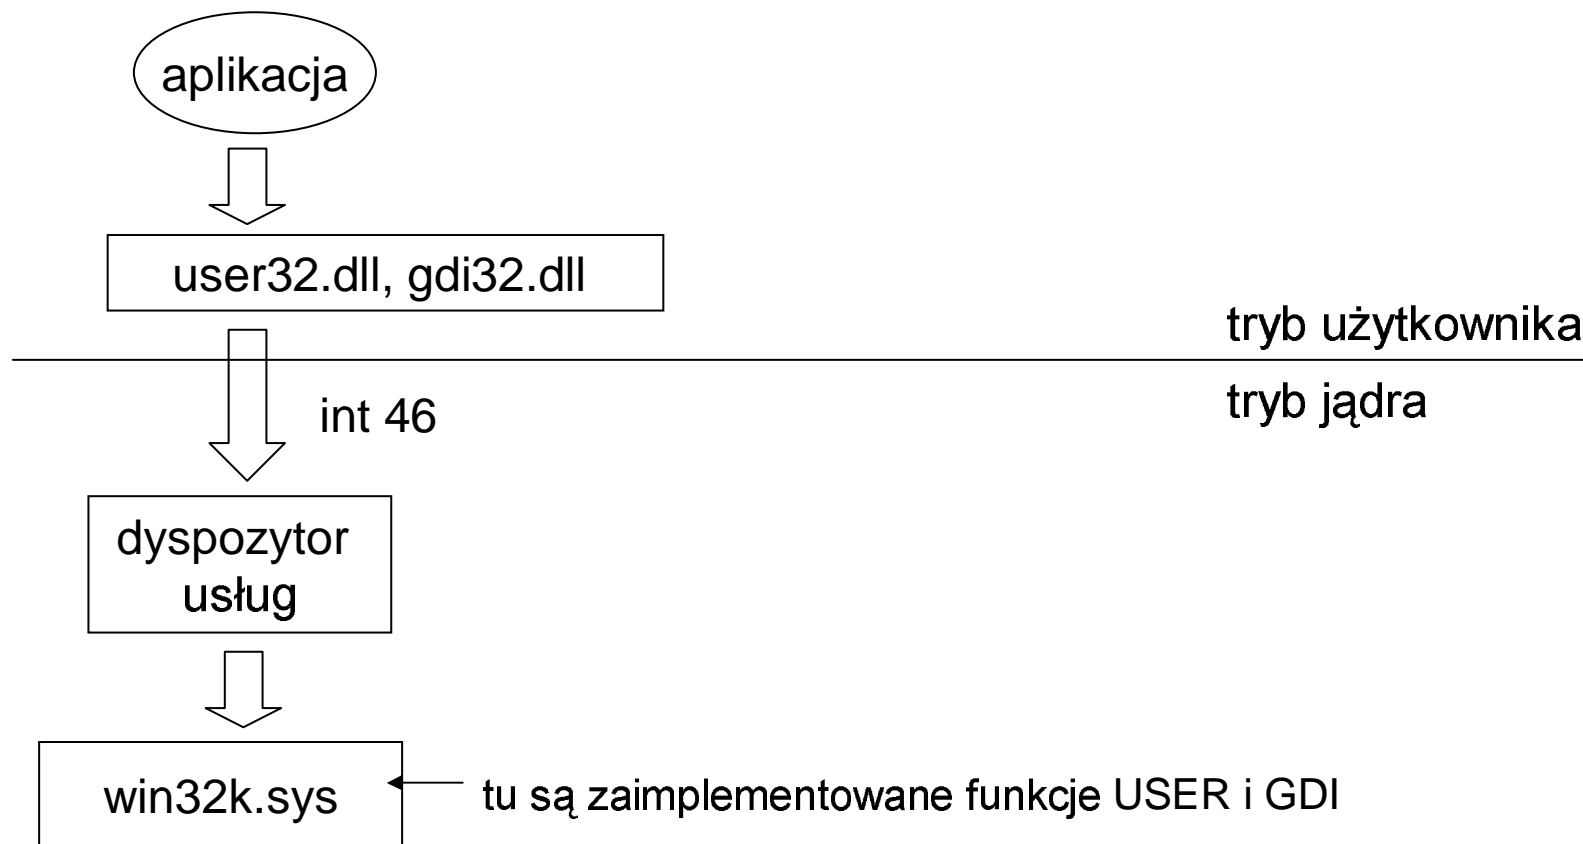 aplikacja
user32.dll, gdi32.dll
tryb użytkownika
tryb jądra
int 46
dyspozytor
usług
win32k.sys
tu są zaimplementowane funkcje USER i GDI